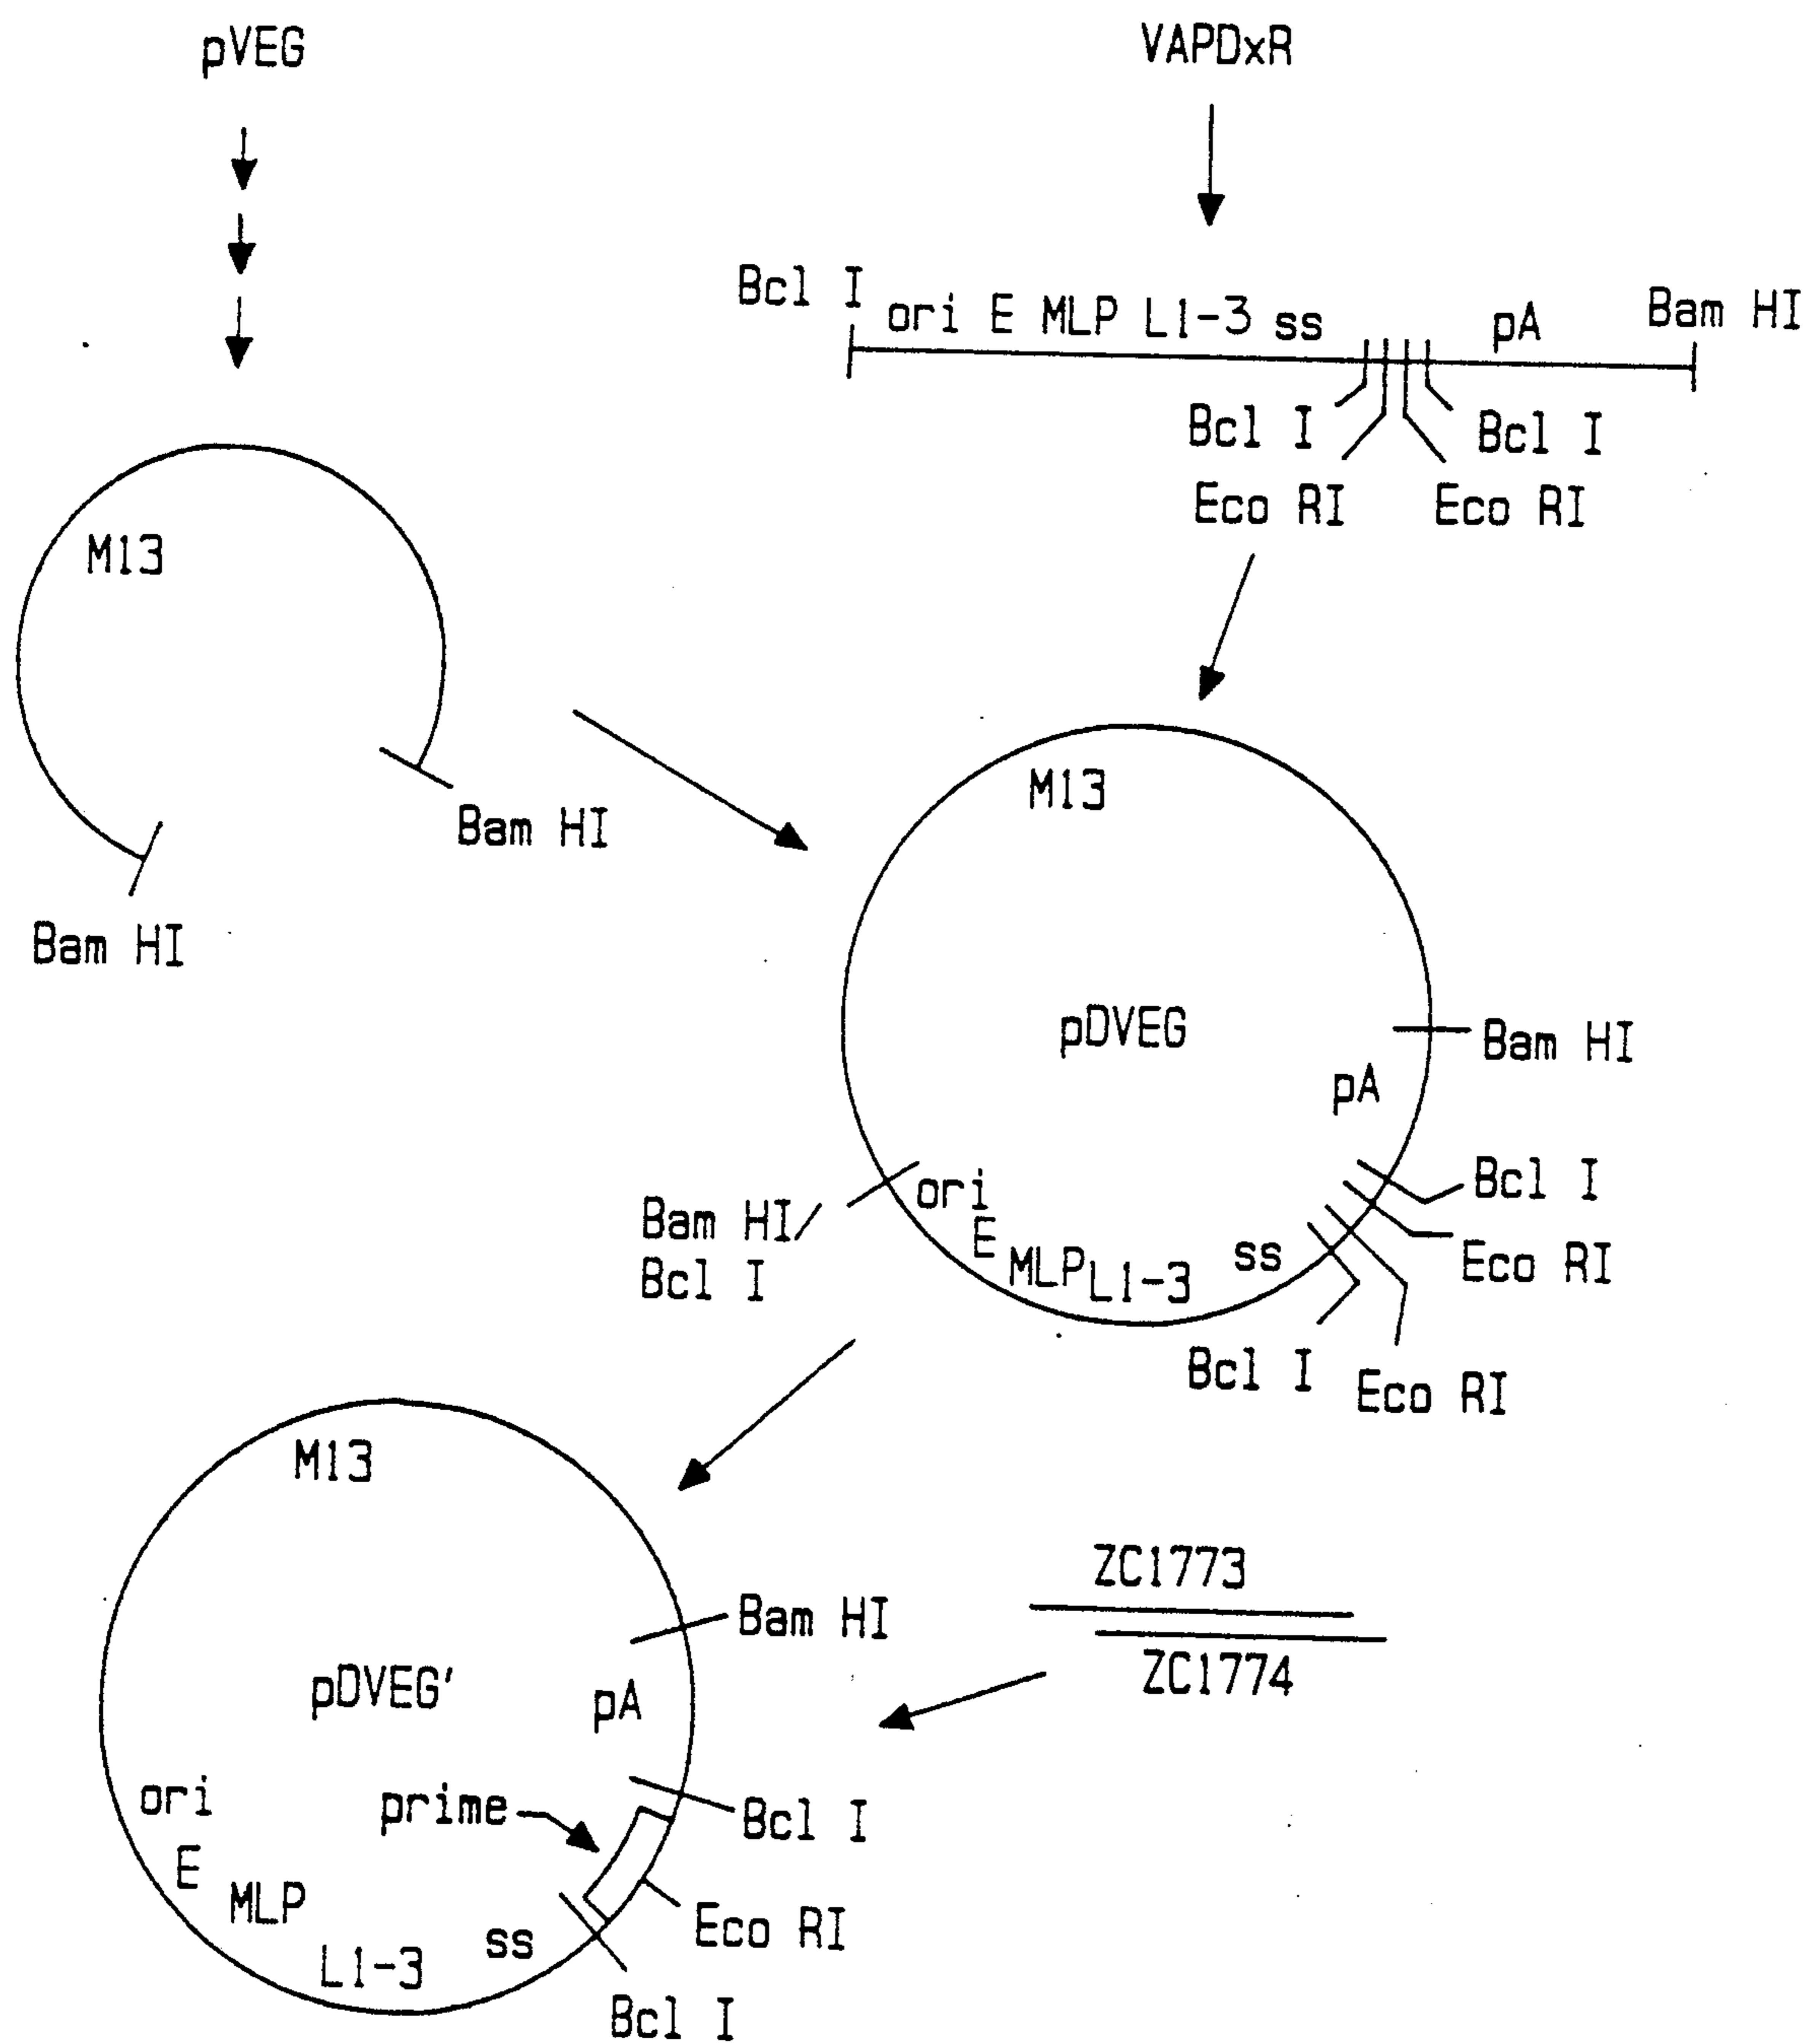 pVEG
VAPDxR
Bcl I
ori E MLP L1-3 ss
pA
Bam HI
Bcl I
Bcl I
Eco RI
Eco RI
M13
Bam HI
Bam HI
M13
pDVEG
Bam HI
pA
Bcl I
Eco RI
Bam HI/
Bcl I
ori
E
MLP
L1-3
ss
Bcl I
Eco RI
M13
ZC1773
ZC1774
Bam HI
pDVEG'
pA
ori
prime
Bcl I
E
MLP
L1-3
ss
Eco RI
Bcl I